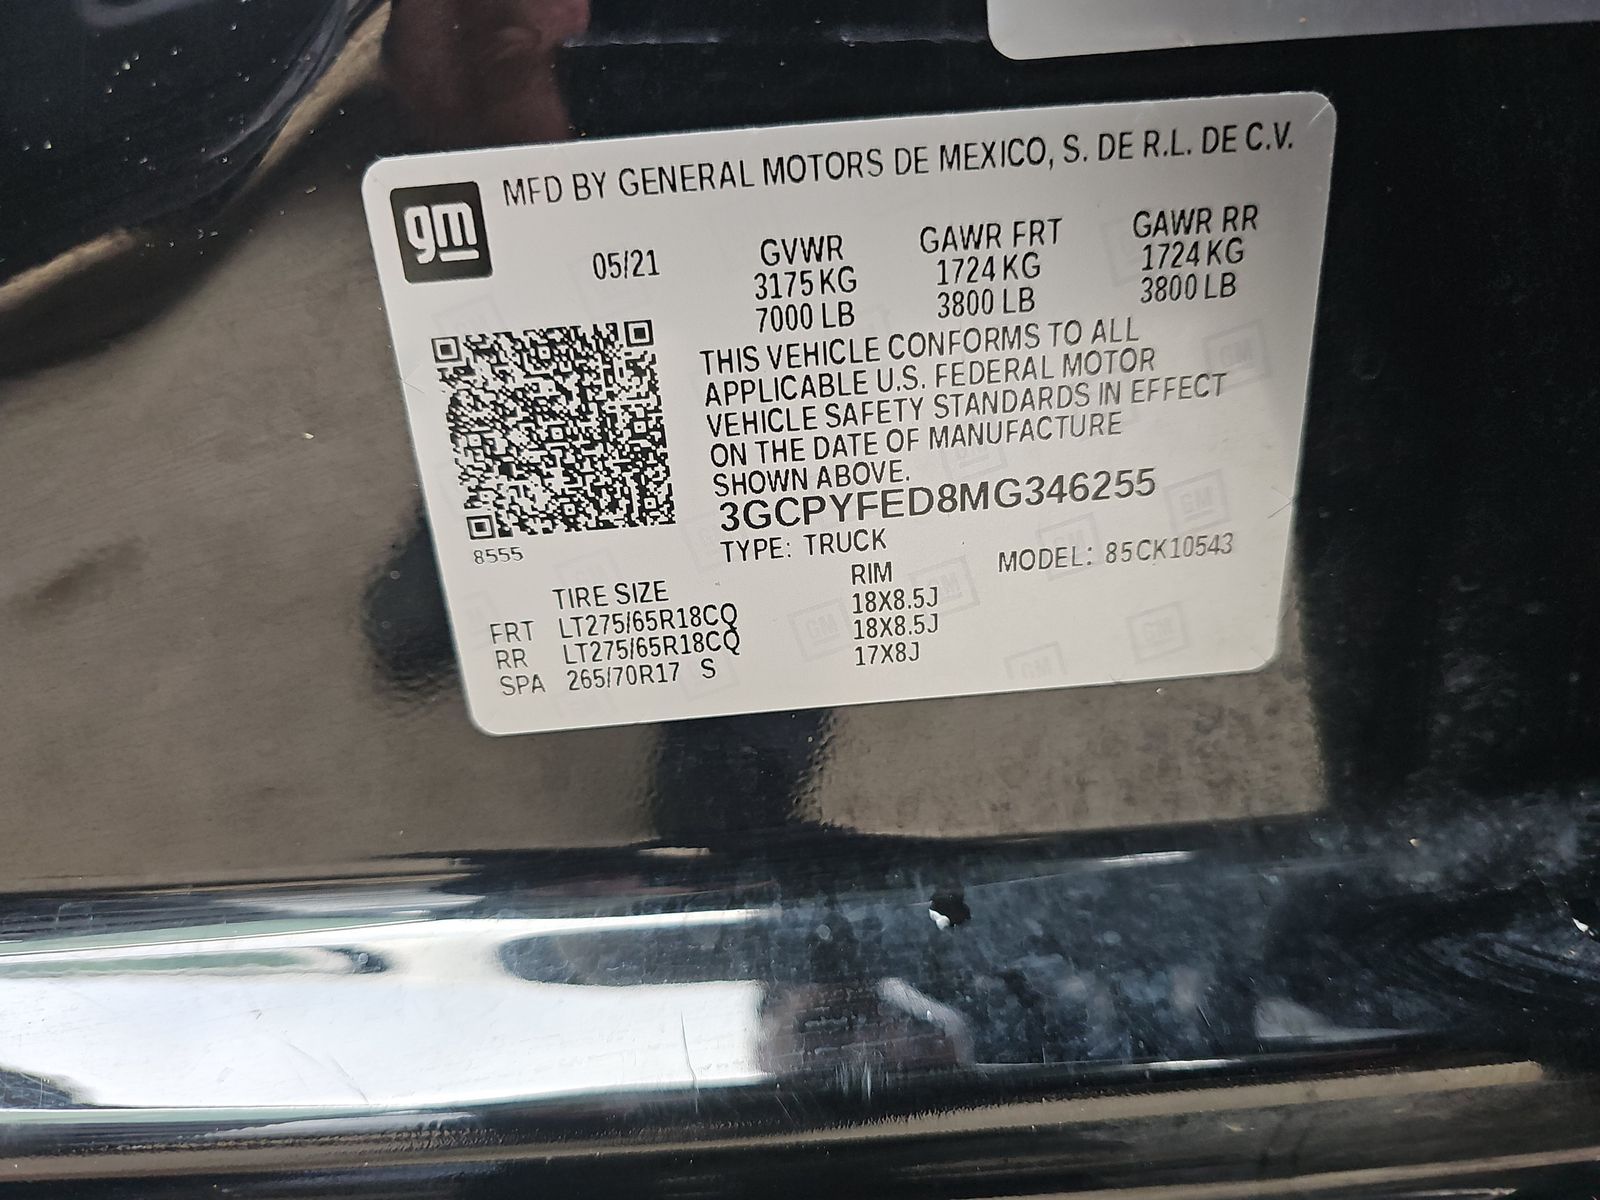 MFD BY GENERAL MOTORS DE MEXICO, S. DE R.L. DE C.V.
gm
05/21
GVWR GAWR FRT GAWR RR
3175 KG 1724 KG 1724 KG
7000 LB 3800 LB 3800 LB
THIS VEHICLE CONFORMS TO ALL
APPLICABLE U.S. FEDERAL MOTOR
VEHICLE SAFETY STANDARDS IN EFFECT
ON THE DATE OF MANUFACTURE
SHOWN ABOVE.
3GCPYFED8MG346255
8555
TYPE: TRUCK MODEL: 85CK10543
TIRE SIZE RIM
FRT LT275/65R18CQ 18X8.5J
RR LT275/65R18CQ 18X8.5J
SPA 265/70R17 S 17X8J